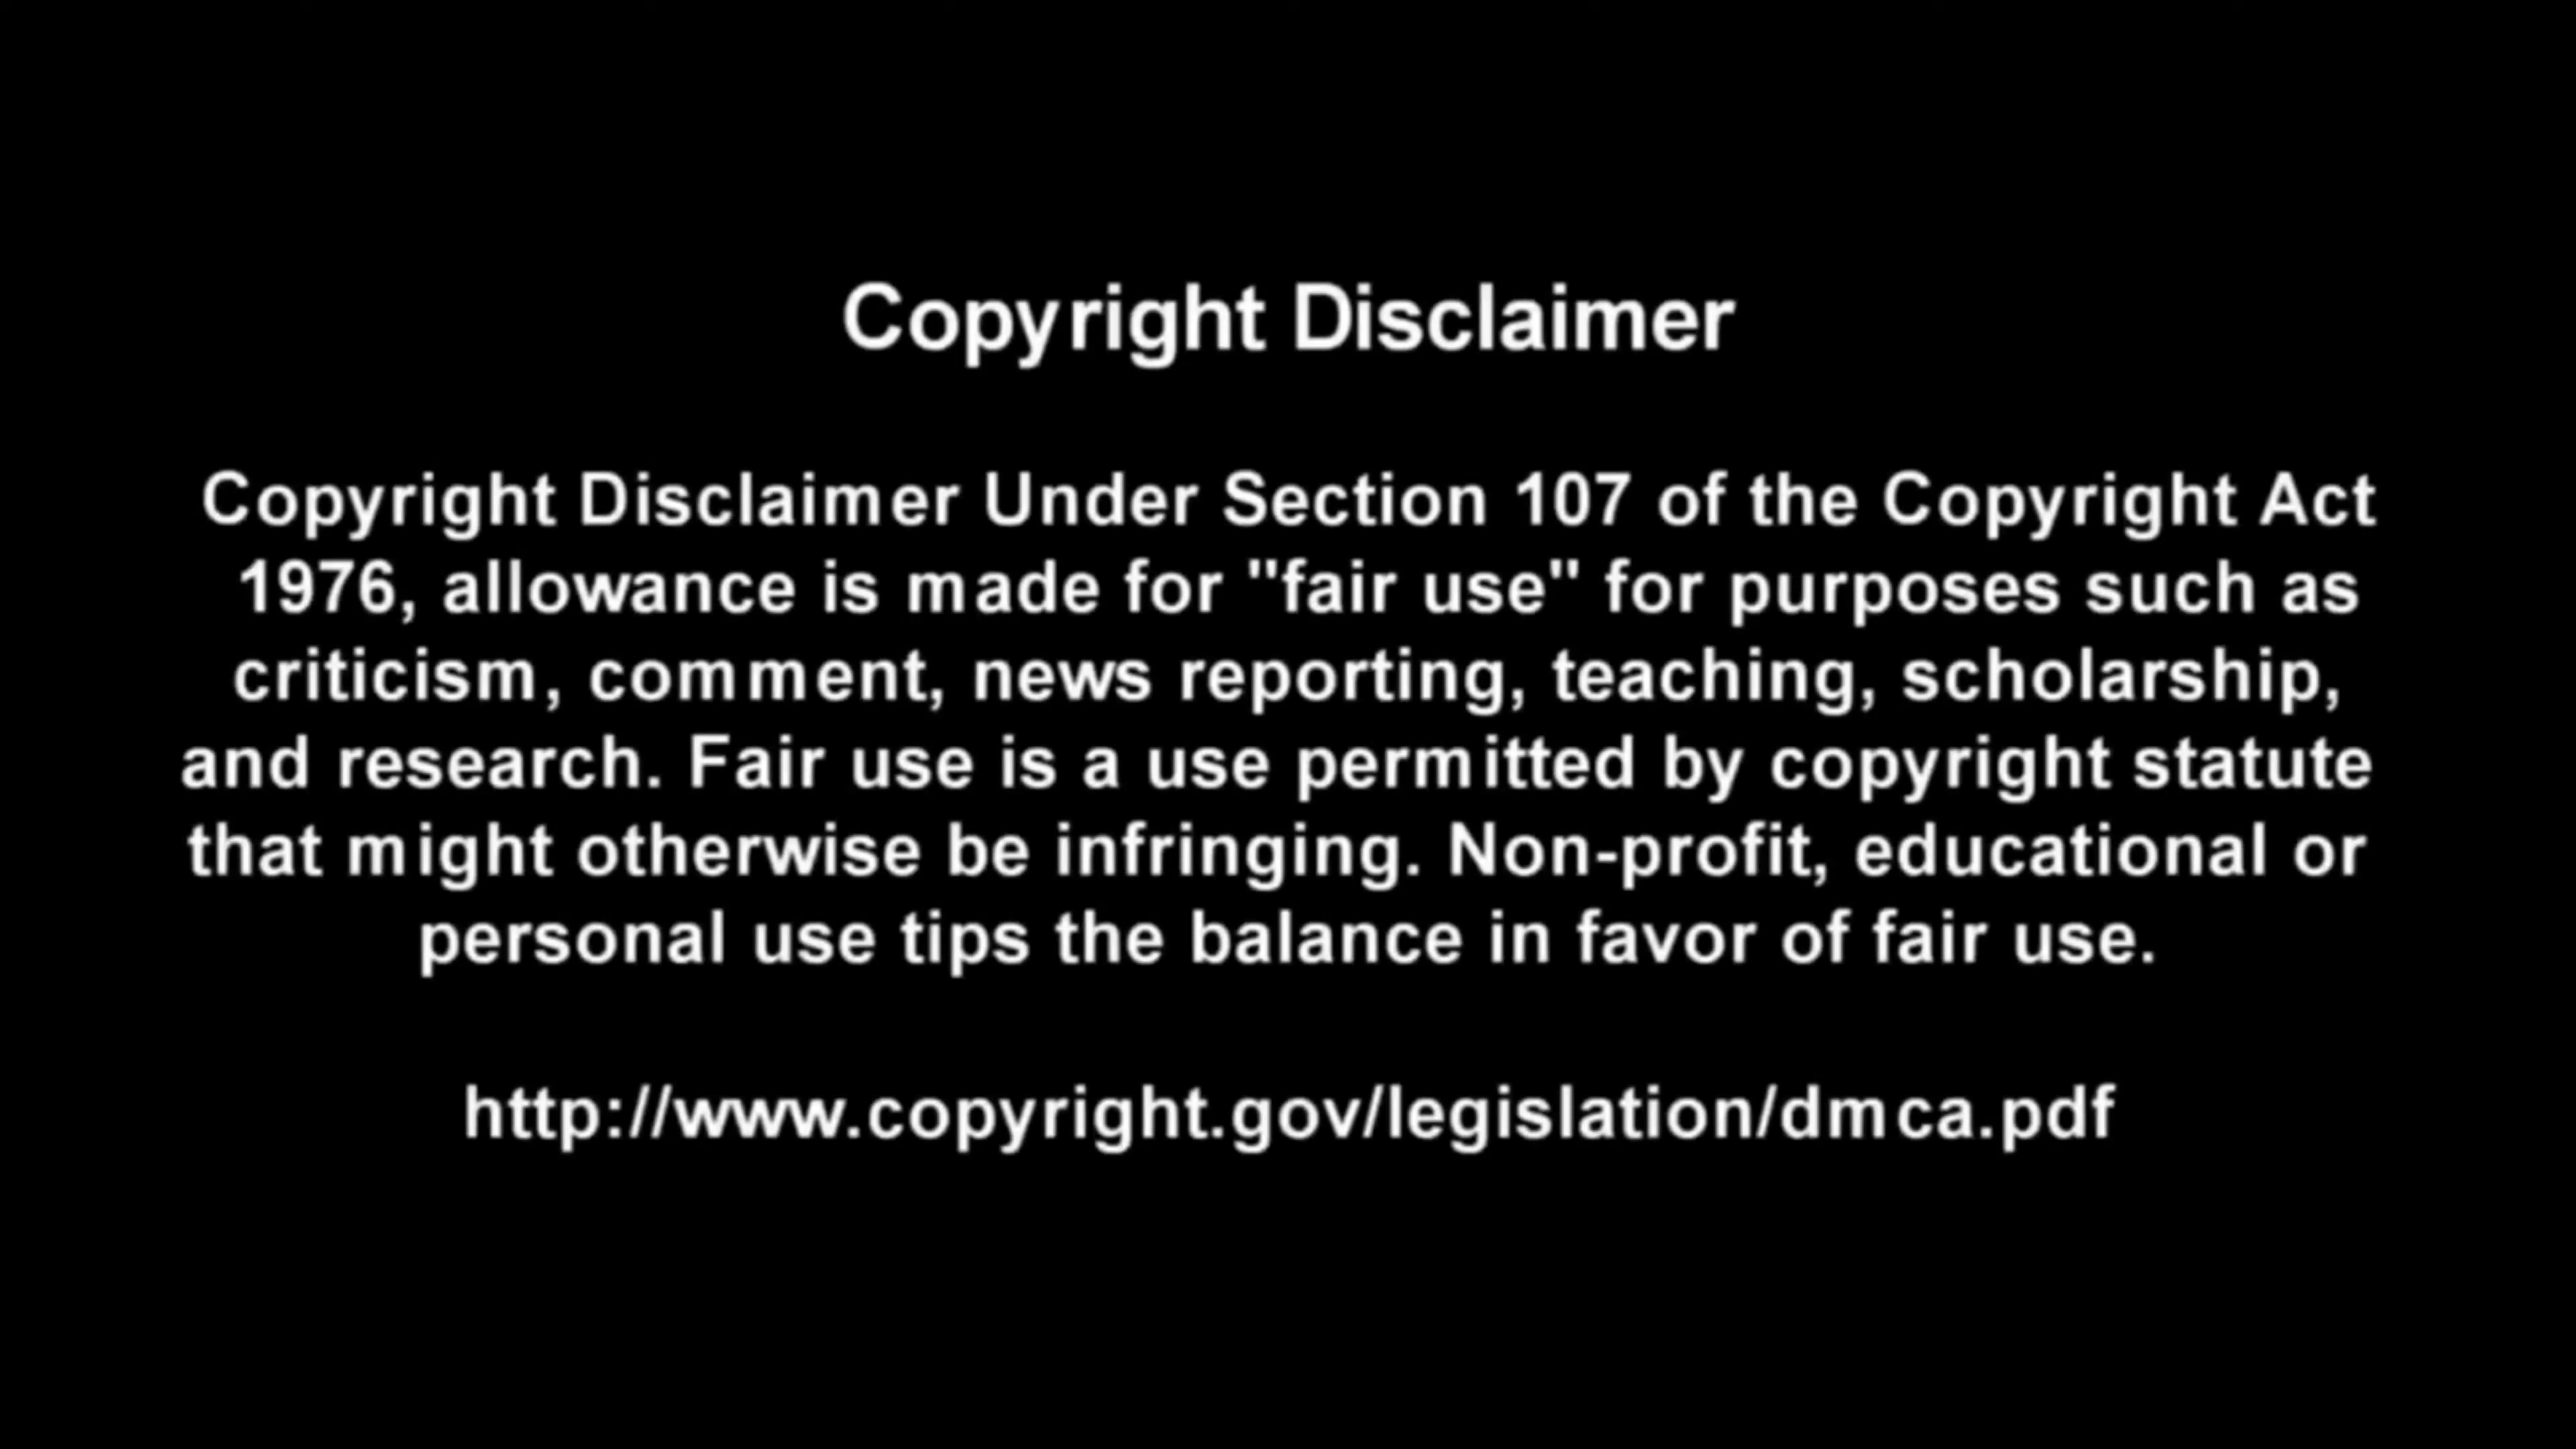 Copyright Disclaimer
Copyright Disclaimer Under Section 107 of the Copyright Act
1976, allowance is made for "fair use" for purposes such as
criticism, comment, news reporting, teaching, scholarship,
and research. Fair use is a use permitted by copyright statute
that might otherwise be infringing. Non-profit, educational or
personal use tips the balance in favor of fair use.
http://www.copyright.gov/legislation/dmca.pdf